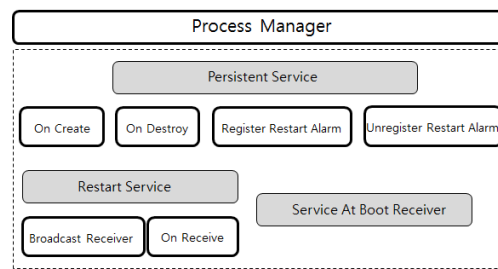 Process Manager
Persistent Service
On Create
On Destroy
Register Restart Alarm
Unregister Restart Alarm
Restart Service
Service At Boot Receiver
Broadcast Receiver
On Receive